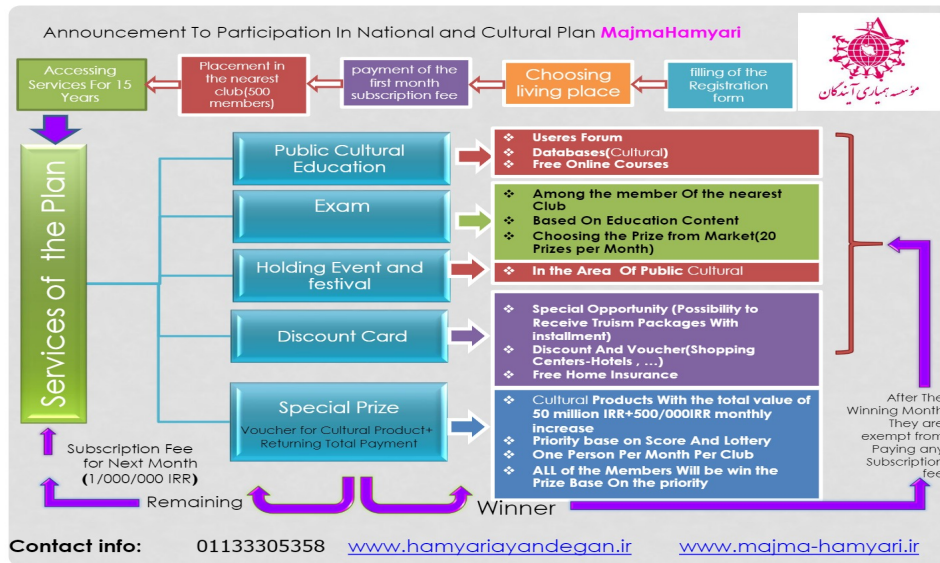 Announcement To Participation In National and Cultural Plan MajmaHamyari
مؤسسه همیاری آیندگان
filling of the
Registration
form
Choosing
living place
payment of the
first month
subscription fee
Placement in
the nearest
club(500
members)
Accessing
Services For 15
Years
Services of the Plan
Public Cultural
Education
❖ Useres Forum
❖ Databases(Cultural)
❖ Free Online Courses
Exam
❖ Among the member Of the nearest
Club
❖ Based On Education Content
❖ Choosing the Prize from Market(20
Prizes per Month)
Holding Event and
festival
❖ In the Area Of Public Cultural
Discount Card
❖ Special Opportunity (Possibility to
Receive Truism Packages With
Installment)
❖ Discount And Voucher(Shopping
Centers-Hotels , ...)
❖ Free Home Insurance
Special Prize
Voucher for Cultural Product+
Returning Total Payment
❖ Cultural Products With the total value of
50 million IRR+500/000IRR monthly
increase
❖ Priority base on Score And Lottery
❖ One Person Per Month Per Club
❖ ALL of the Members Will be win the
Prize Base On the priority
After The
Winning Month
They are
exempt from
Paying any
Subscription
fee
Subscription Fee
for Next Month
(1/000/000 IRR)
Remaining
Winner
Contact info: 01133305358 www.hamyariayandegan.ir www.majma-hamyari.ir